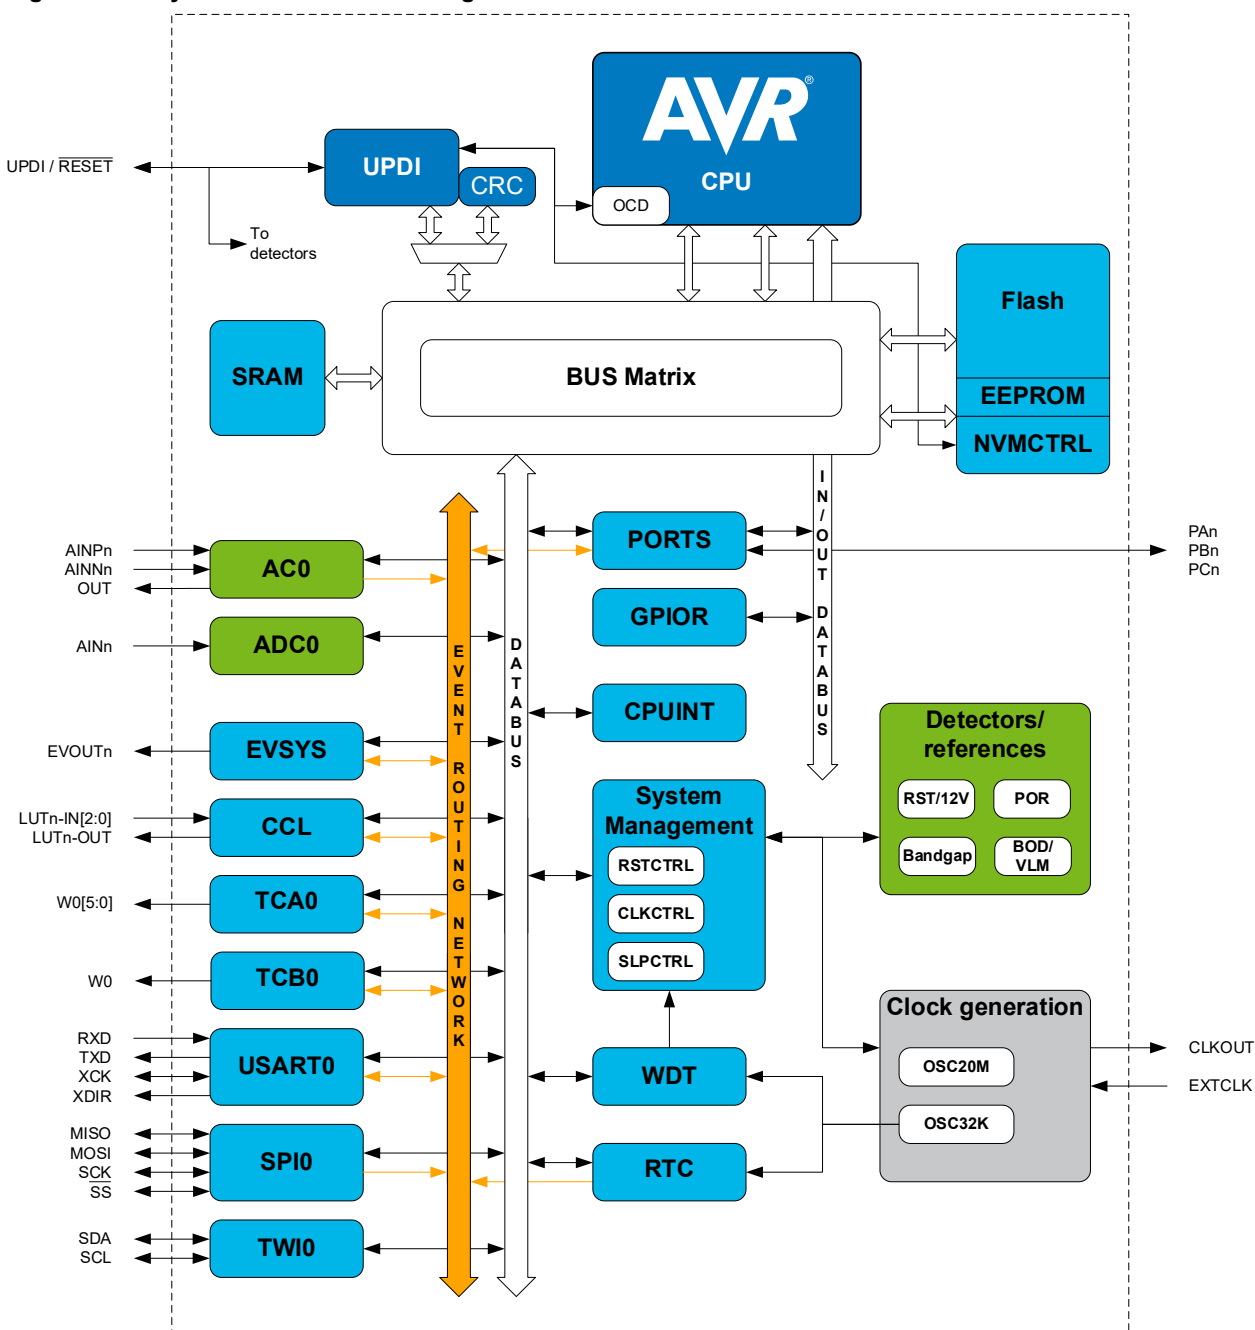 AVR®
CPU
OCD
UPDI
CRC
UPDI / RESET
To
detectors
Flash
EEPROM
NVMCTRL
SRAM
BUS Matrix
IN/OUT DATABUS
PORTS
PAn
PBn
PCn
AINPn
AINNn
OUT
AC0
GPIOR
AINn
ADC0
EVENT ROUTING NETWORK
DATABUS
CPUINT
EVOUTn
EVSYS
Detectors/
references
RST/12V
POR
Bandgap
BOD/
VLM
System
Management
RSTCTRL
CLKCTRL
SLPCTRL
LUTn-IN[2:0]
LUTn-OUT
CCL
W0[5:0]
TCA0
W0
TCB0
Clock generation
OSC20M
OSC32K
CLKOUT
EXTCLK
RXD
TXD
XCK
XDIR
USART0
WDT
MISO
MOSI
SCK
SS
SPI0
RTC
SDA
SCL
TWI0